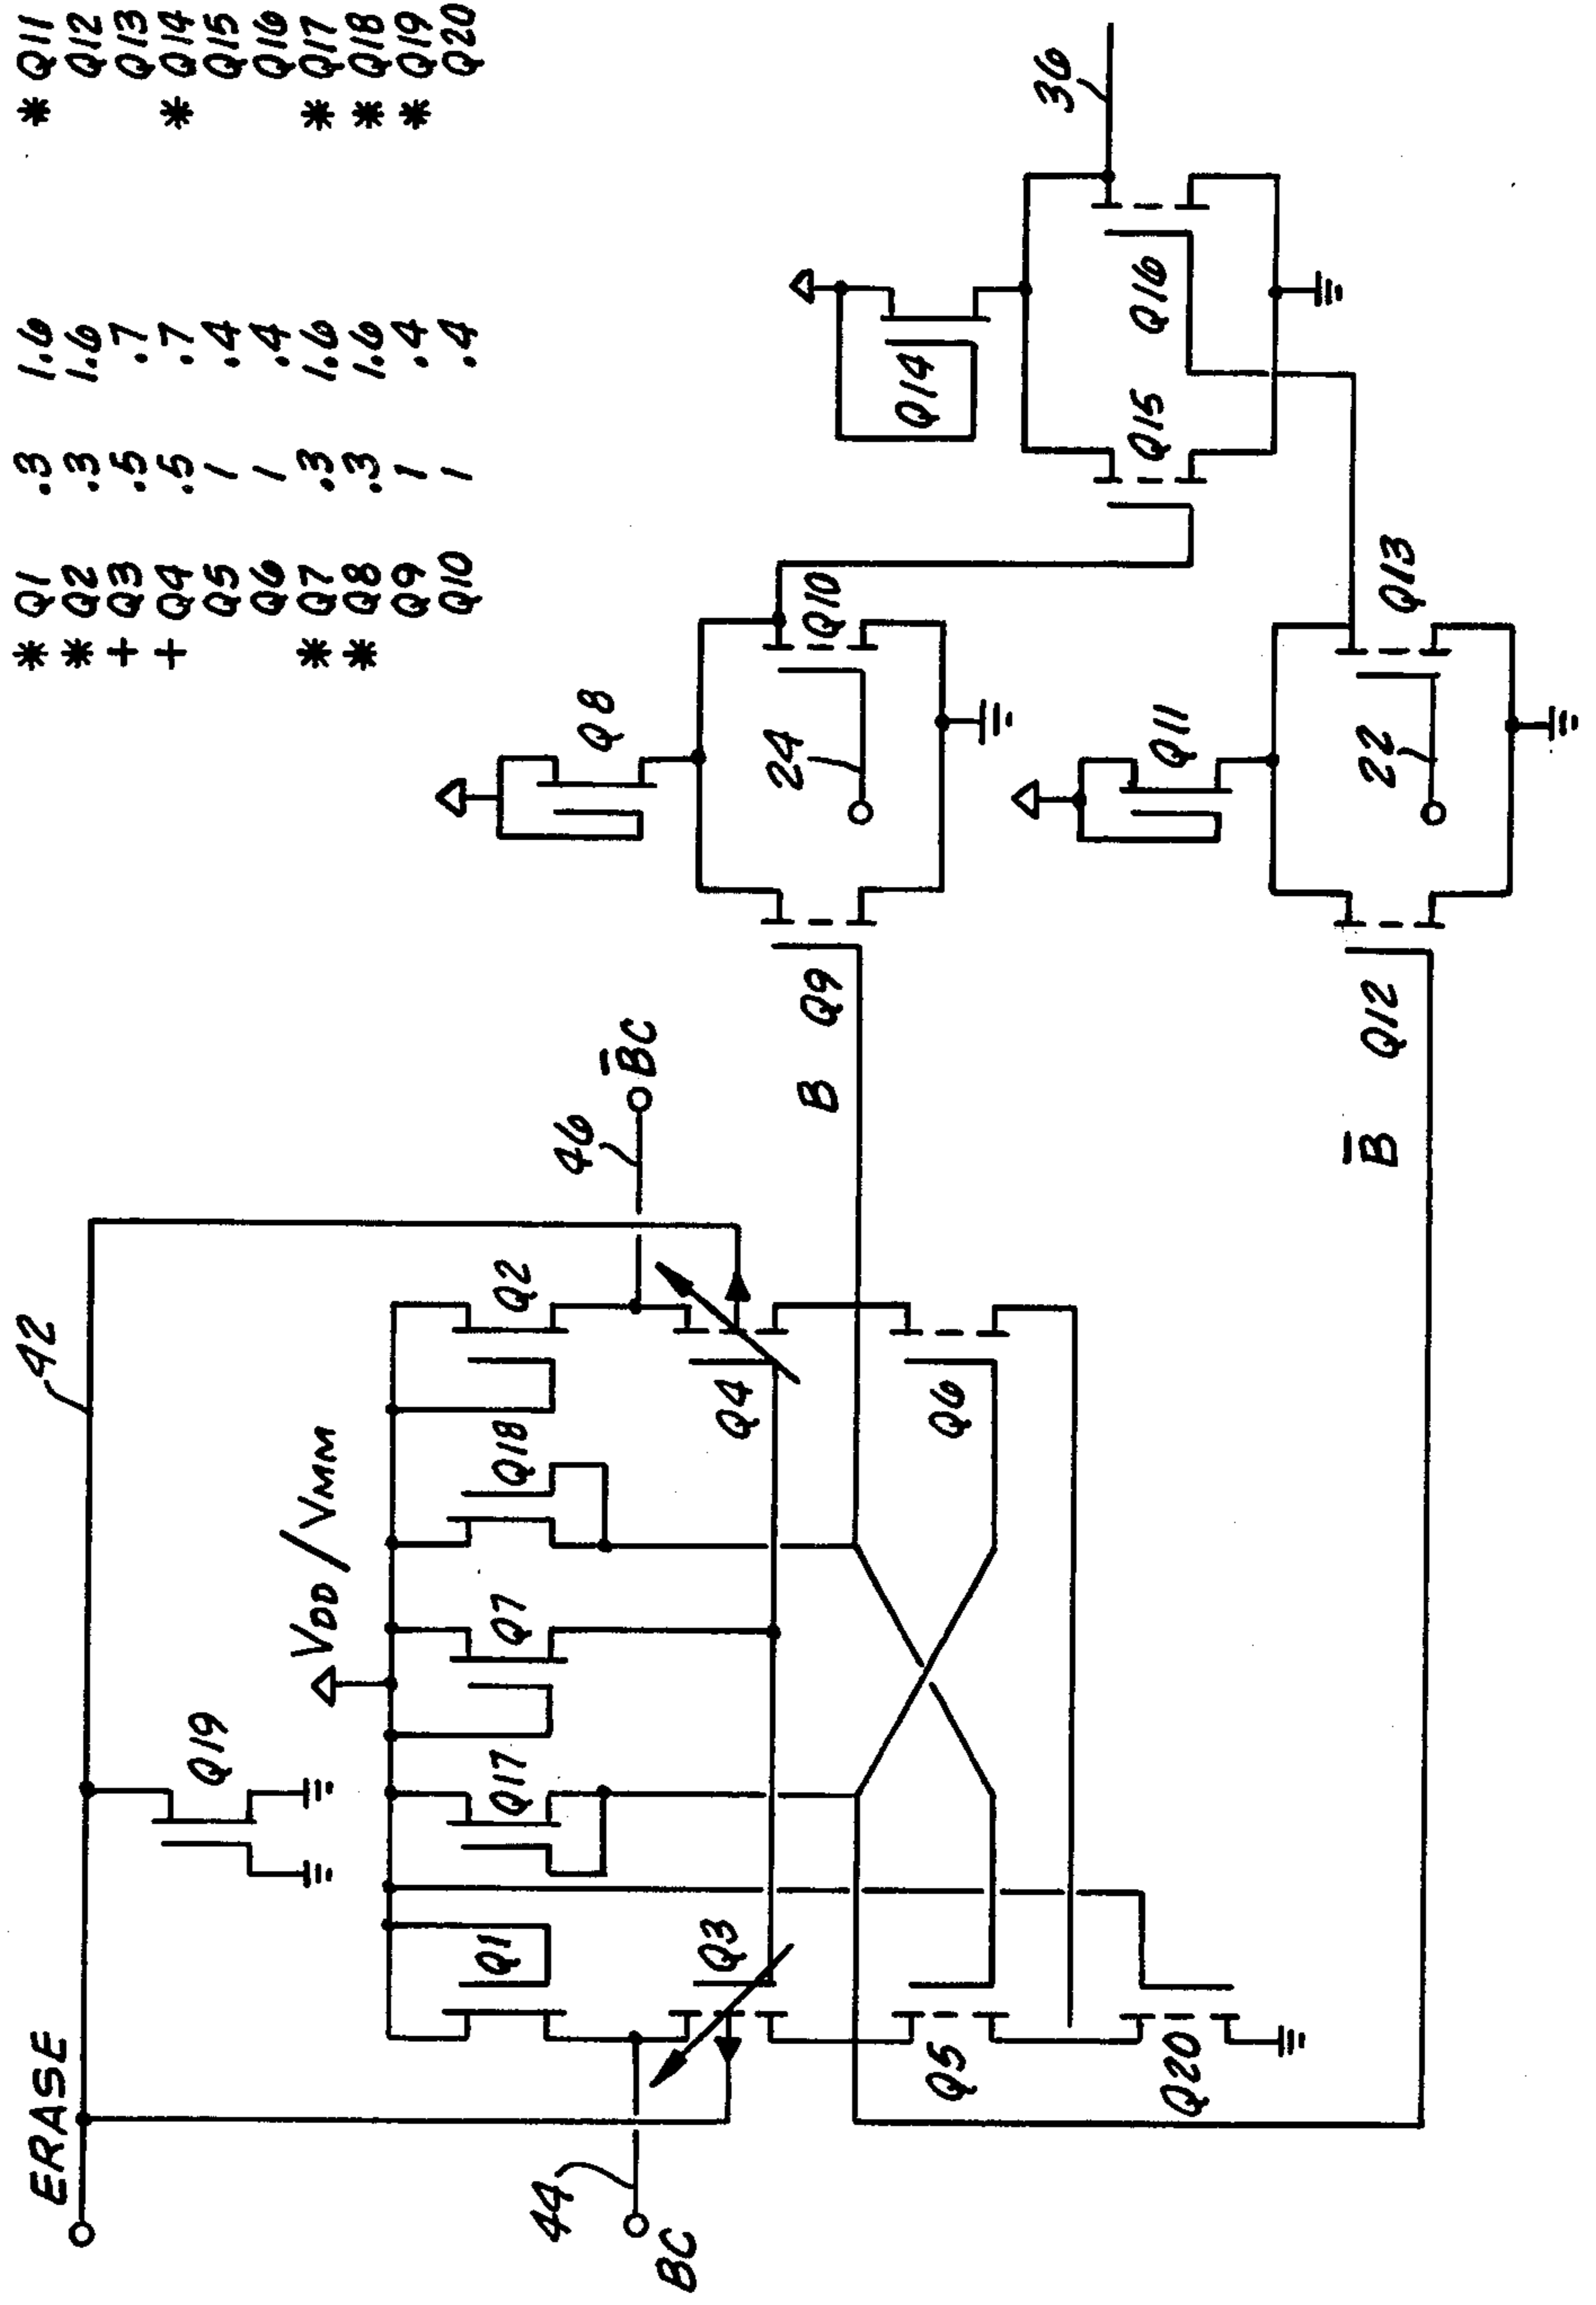 * Q1 .3 1.6 * Q11
* Q2 .3 1.6 Q12
+ Q3 .5 .7 Q13
+ Q4 .5 .7 * Q14
Q5 1 .4 Q15
Q6 1 .4 Q16
* Q7 .3 1.6 * Q17
* Q8 .3 1.6 * Q18
Q9 1 .4 * Q19
Q10 1 .4 Q20
ERASE
42
Q19
VDD/VMM
Q1
Q17
Q7
Q18
Q2
44
BC
46
B̄C
Q3
Q4
Q5
Q6
Q20
B
Q9
Q8
24
Q10
B̄
Q12
Q11
22
Q13
Q14
Q15
Q16
36